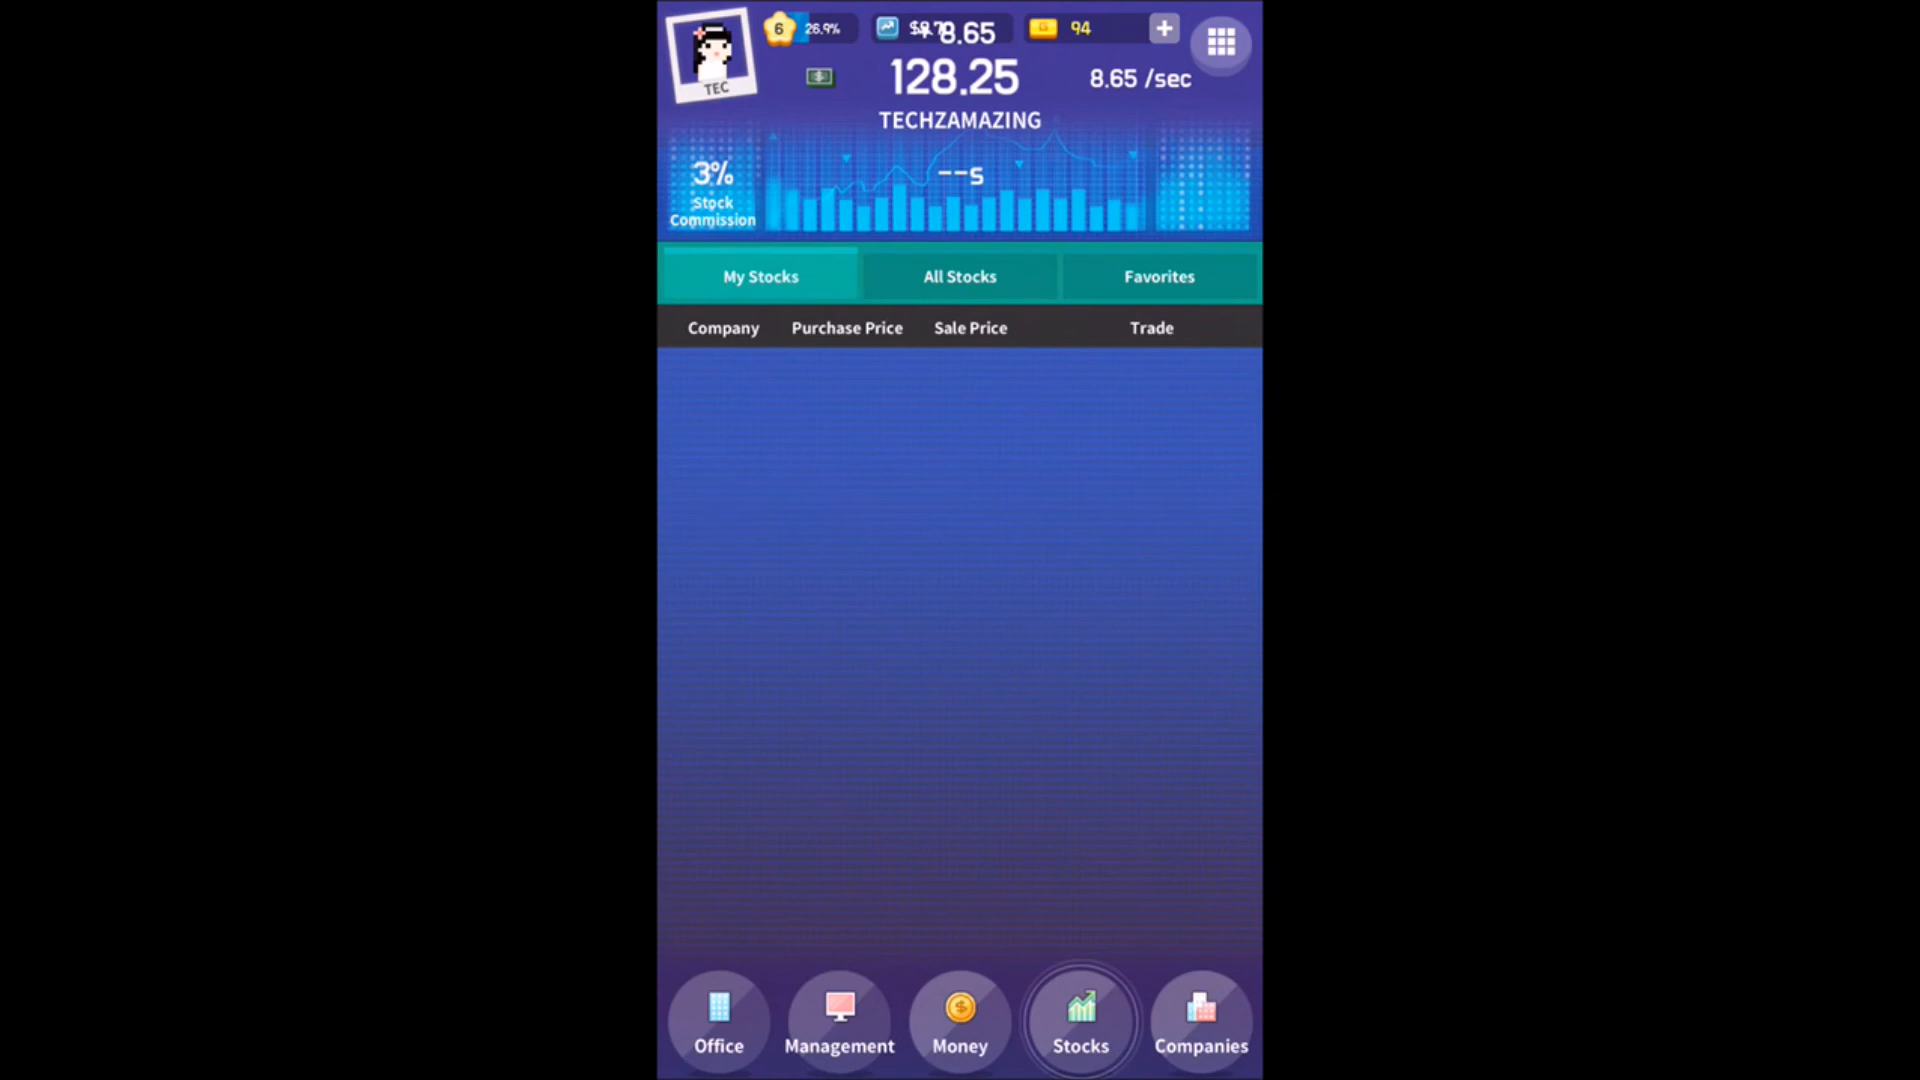 6 26.9% + 8.65 G 94 +
TEC
128.25 8.65 /sec
TECHZAMAZING
3% --s
Stock
Commission
My Stocks All Stocks Favorites
Company Purchase Price Sale Price Trade
Office Management Money Stocks Companies